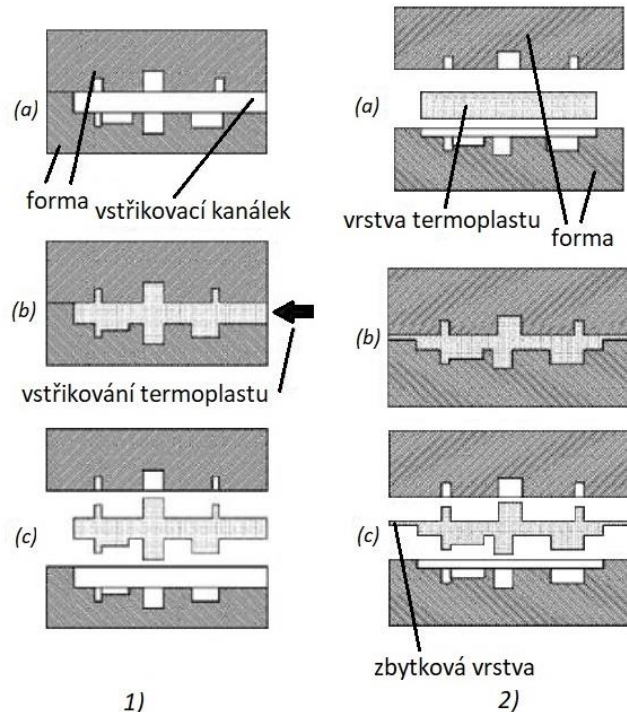 (a)
forma
vstřikovací kanálek
(b)
vstřikování termoplastu
(c)
1)
(a)
vrstva termoplastu
forma
(b)
(c)
zbytková vrstva
2)